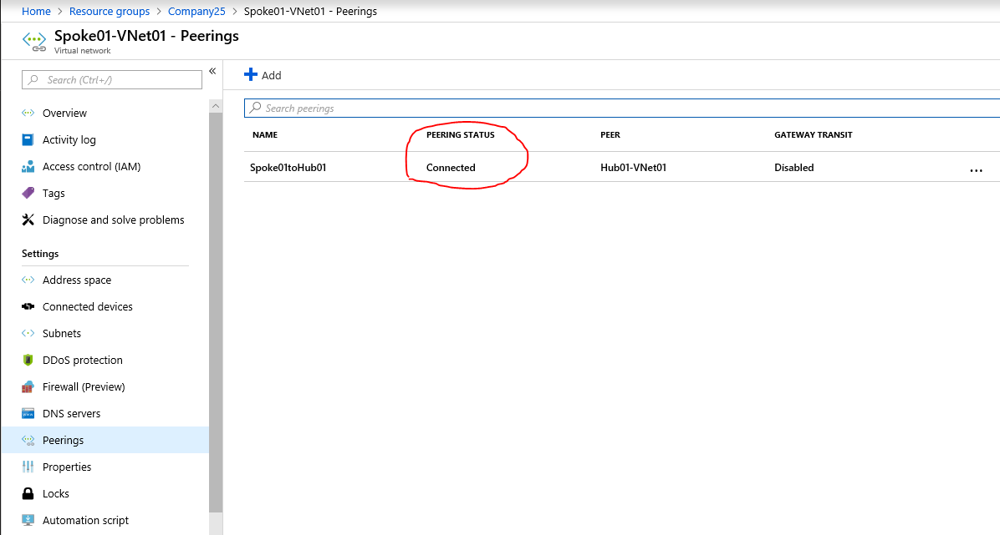 Home > Resource groups > Company25 > Spoke01-VNet01 - Peerings
Spoke01-VNet01 - Peerings
Virtual network
Search (Ctrl+/)
«
Overview
Activity log
Access control (IAM)
Tags
Diagnose and solve problems
Settings
Address space
Connected devices
Subnets
DDoS protection
Firewall (Preview)
DNS servers
Peerings
Properties
Locks
Automation script
Add
Search peerings
NAME PEERING STATUS PEER GATEWAY TRANSIT
Spoke01toHub01 Connected Hub01-VNet01 Disabled ...